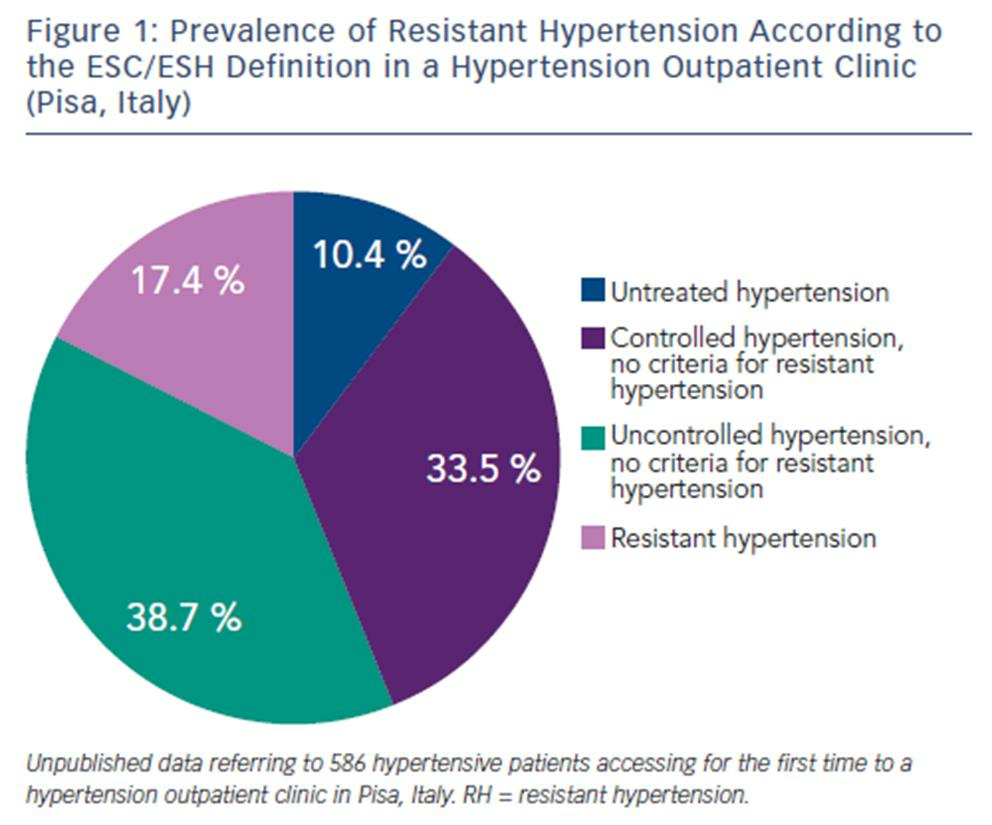 Figure 1: Prevalence of Resistant Hypertension According to
the ESC/ESH Definition in a Hypertension Outpatient Clinic
(Pisa, Italy)
17.4 %
10.4 %
33.5 %
38.7 %
Untreated hypertension
Controlled hypertension,
no criteria for resistant
hypertension
Uncontrolled hypertension,
no criteria for resistant
hypertension
Resistant hypertension
Unpublished data referring to 586 hypertensive patients accessing for the first time to a
hypertension outpatient clinic in Pisa, Italy. RH = resistant hypertension.